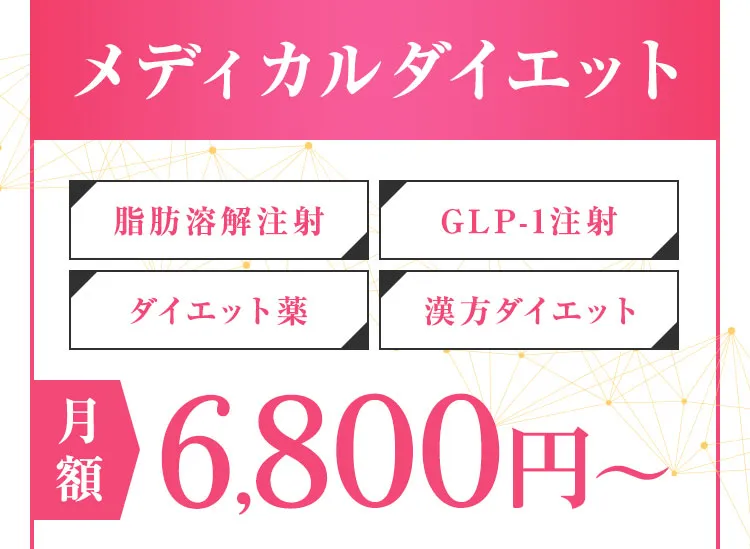 メディカルダイエット
脂肪溶解注射
GLP-1注射
ダイエット薬
漢方ダイエット
月額
6,800円〜